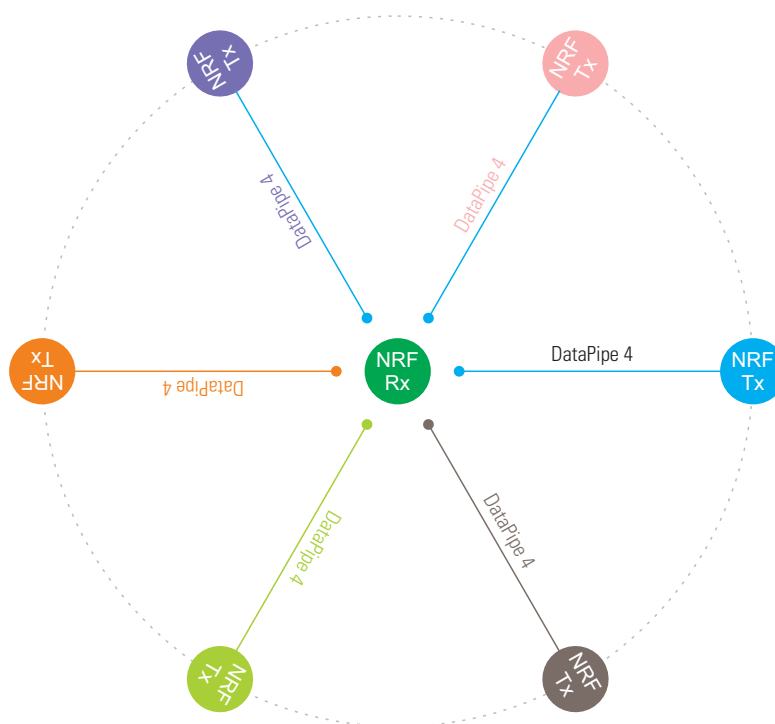 NRF
Tx
NRF
Tx
DataPipe 4
DataPipe 4
NRF
Tx
DataPipe 4
NRF
Rx
DataPipe 4
NRF
Tx
DataPipe 4
DataPipe 4
NRF
Tx
NRF
Tx